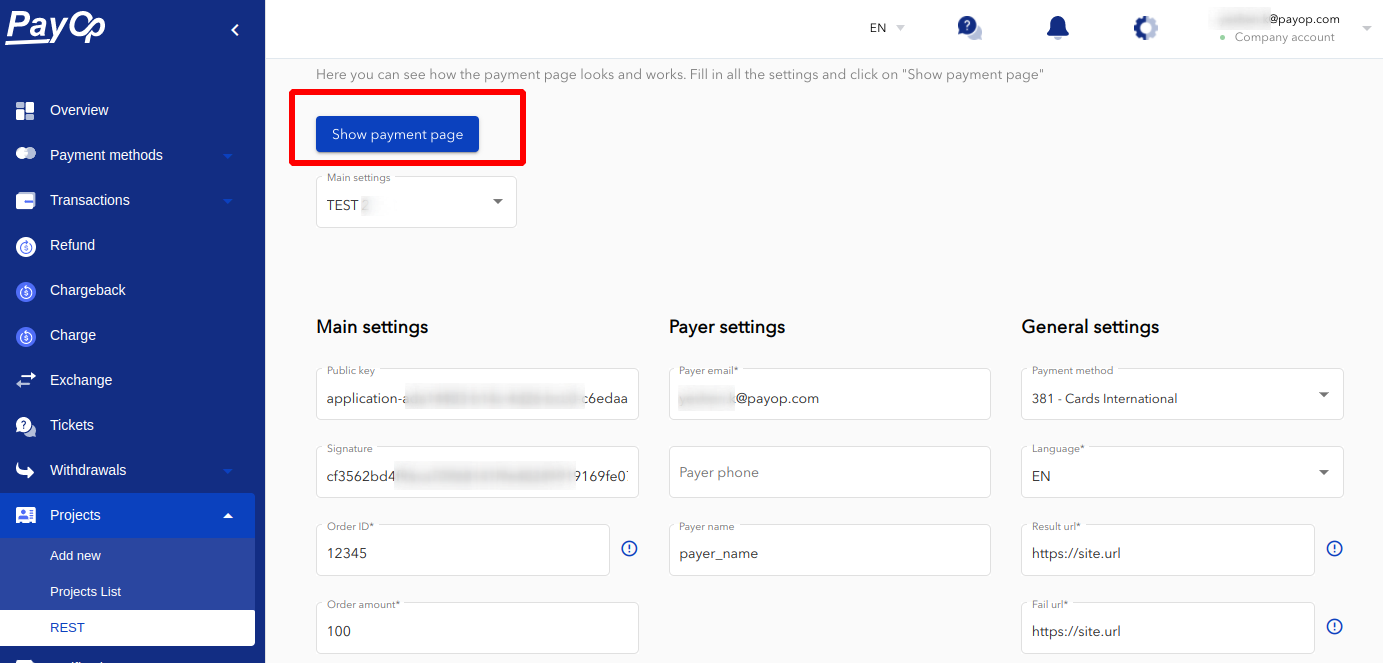 PayOp
EN
@payop.com
Company account
Overview
Payment methods
Transactions
Refund
Chargeback
Charge
Exchange
Tickets
Withdrawals
Projects
Add new
Projects List
REST
Here you can see how the payment page looks and works. Fill in all the settings and click on "Show payment page"
Show payment page
Main settings
TEST
Main settings
Public key
application-a c6edaa
Signature
cf3562bd4 9169fe0
Order ID*
12345
Order amount*
100
Payer settings
Payer email*
@payop.com
Payer phone
Payer name
payer_name
General settings
Payment method
381 - Cards International
Language*
EN
Result url*
https://site.url
Fail url*
https://site.url